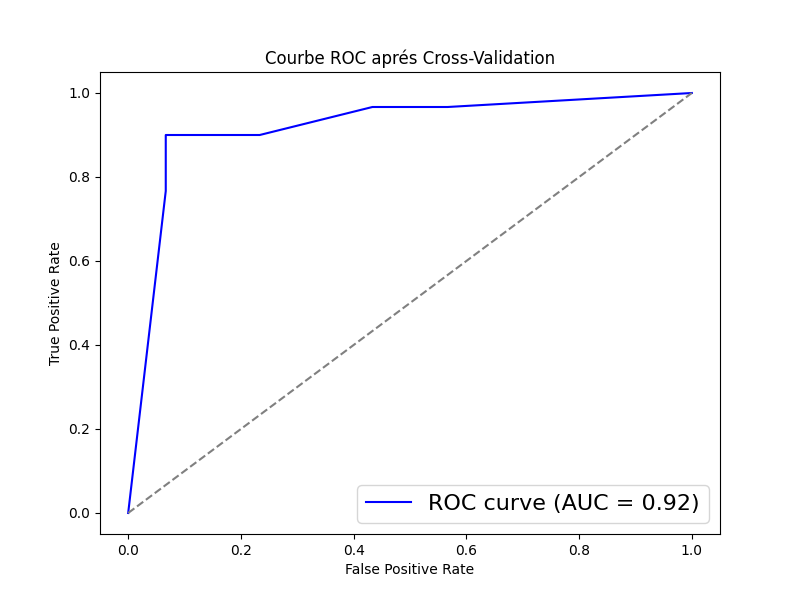 Courbe ROC aprés Cross-Validation
1.0
0.8
0.6
0.4
0.2
0.0
True Positive Rate
ROC curve (AUC = 0.92)
0.0 0.2 0.4 0.6 0.8 1.0
False Positive Rate